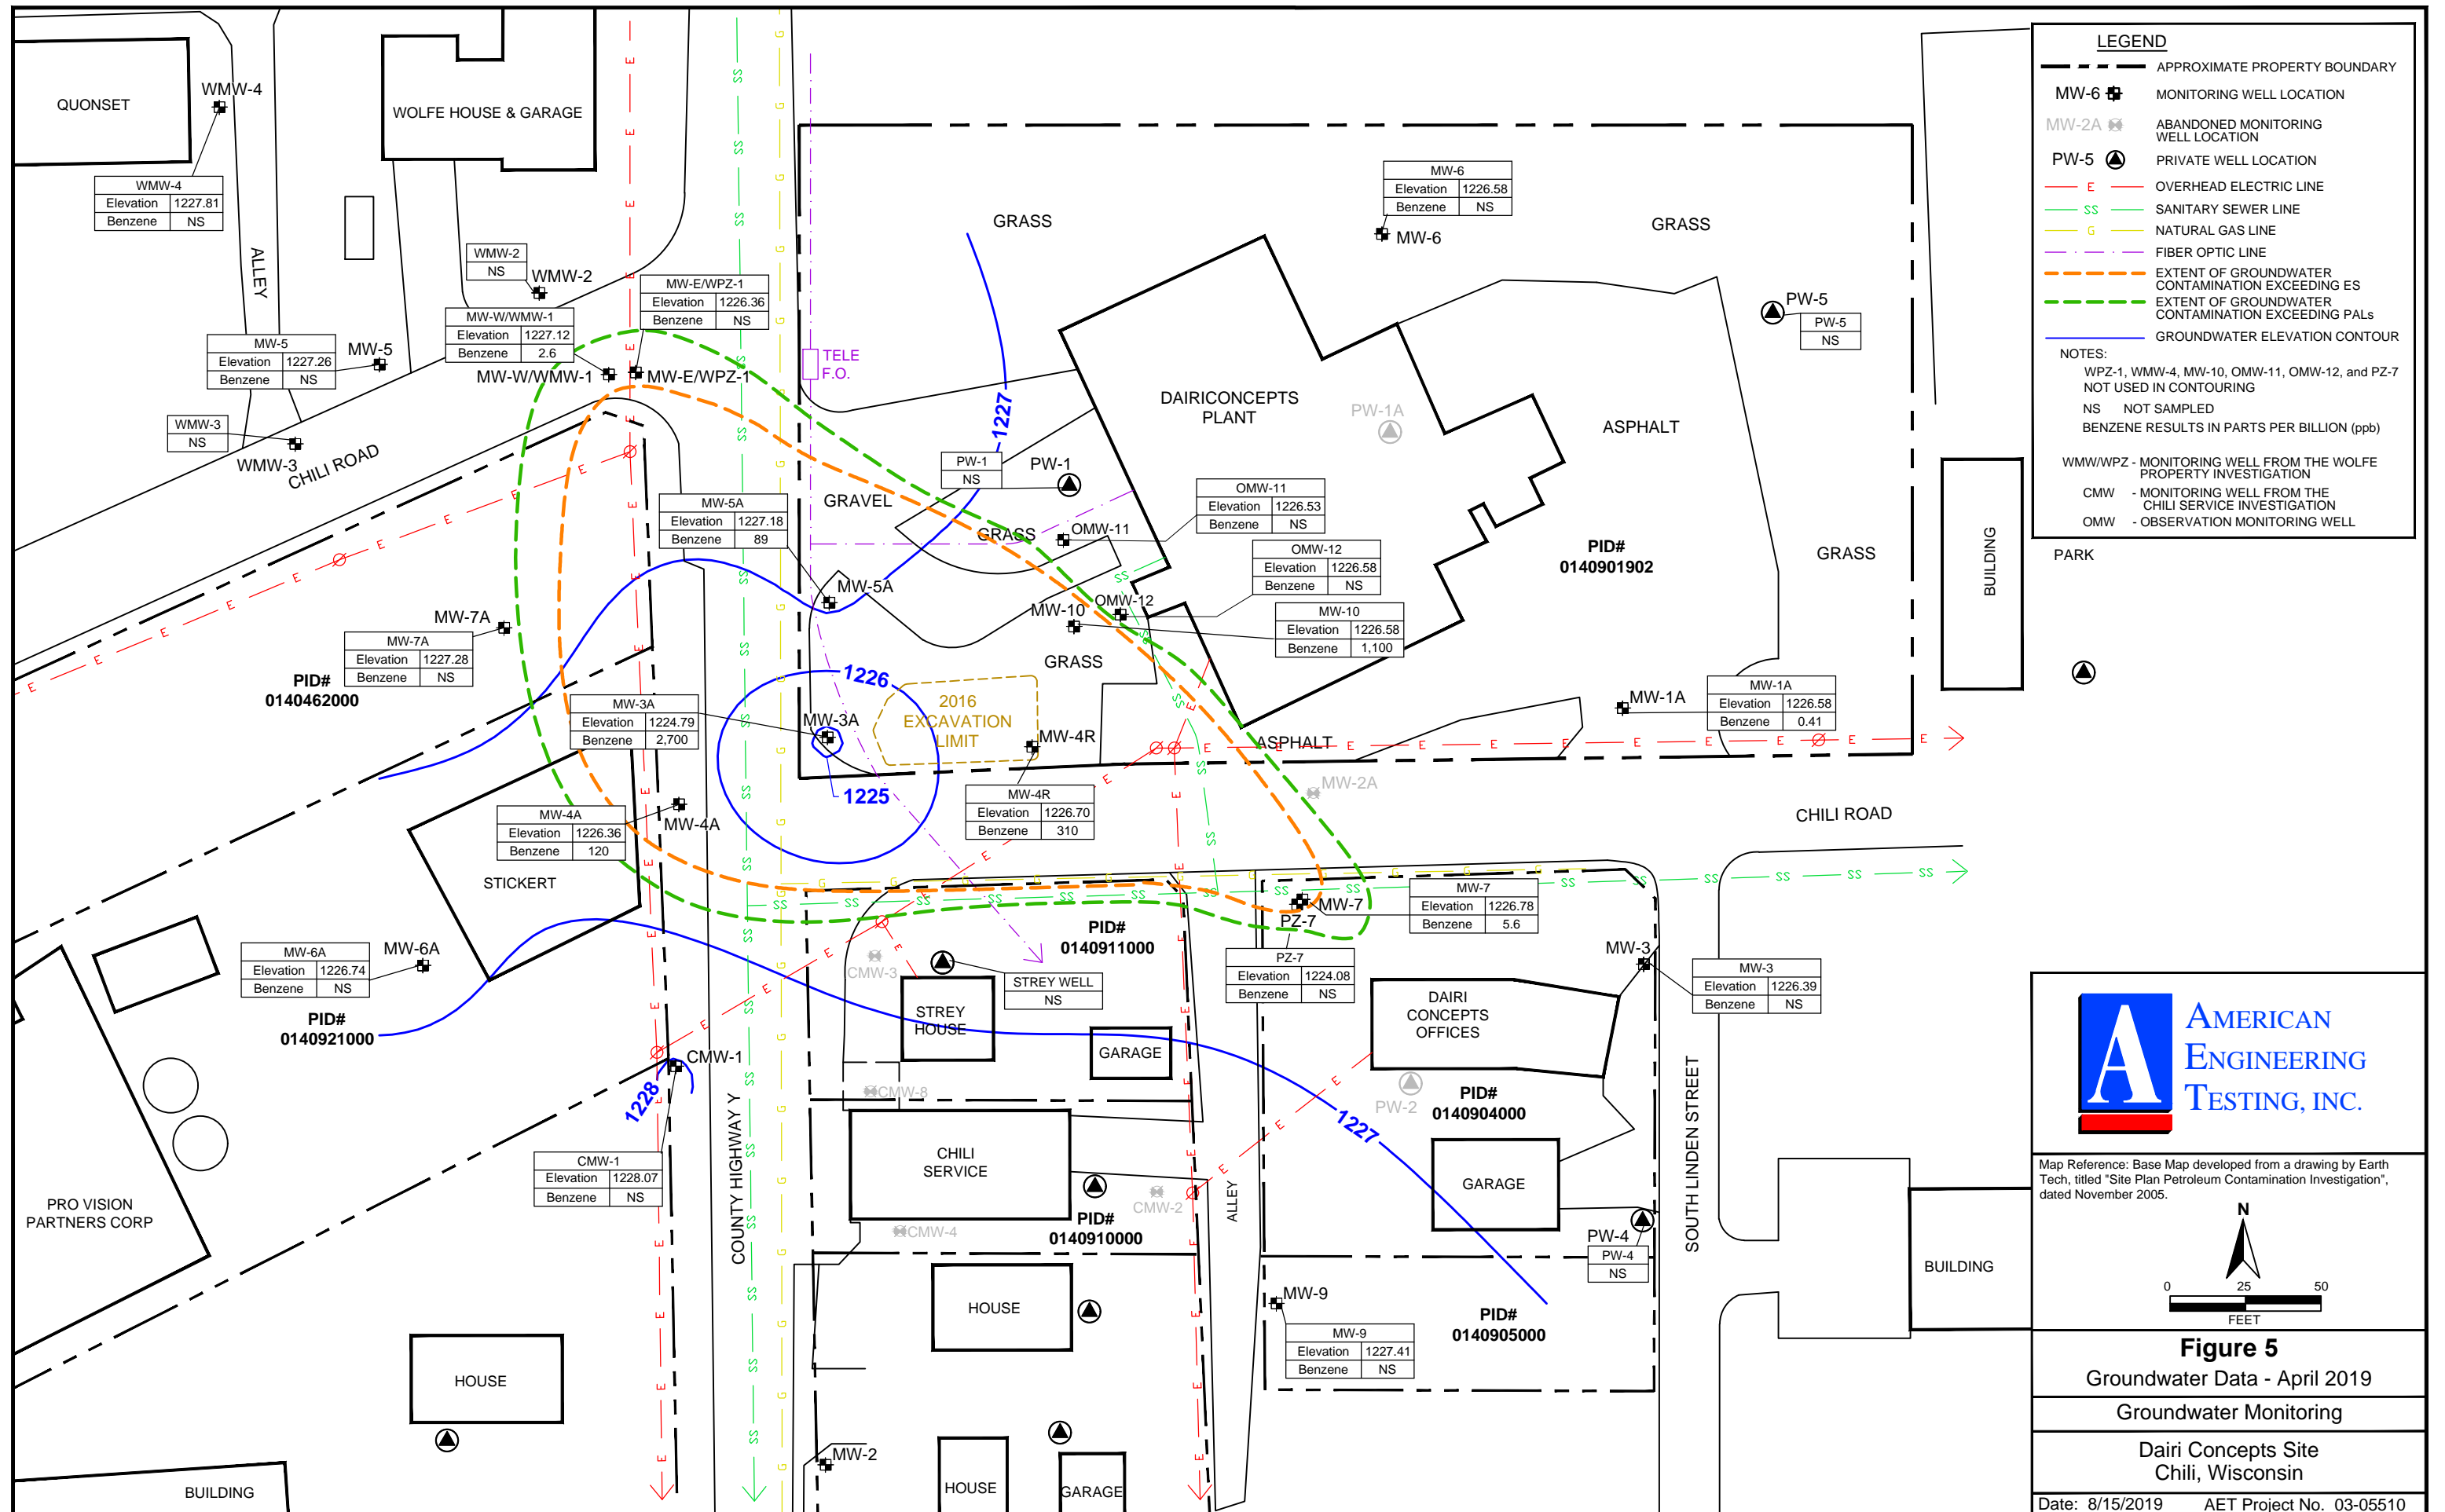 QUONSET
WMW-4
WMW-4
Elevation 1227.81
Benzene NS
ALLEY
WOLFE HOUSE & GARAGE
WMW-2
NS
WMW-2
MW-E/WPZ-1
Elevation 1226.36
Benzene NS
MW-W/WMW-1
Elevation 1227.12
Benzene 2.6
MW-W/WMW-1
MW-E/WPZ-1
MW-5
Elevation 1227.26
Benzene NS
MW-5
WMW-3
NS
WMW-3
CHILI ROAD
TELE
F.O.
GRASS
1227
MW-6
Elevation 1226.58
Benzene NS
MW-6
GRASS
PW-5
PW-5
NS
DAIRICONCEPTS
PLANT
PW-1A
ASPHALT
PW-1
NS
PW-1
GRAVEL
GRASS
OMW-11
OMW-11
Elevation 1226.53
Benzene NS
OMW-12
Elevation 1226.58
Benzene NS
MW-5A
Elevation 1227.18
Benzene 89
MW-5A
MW-10
OMW-12
MW-10
Elevation 1226.58
Benzene 1,100
PID#
0140901902
GRASS
BUILDING
PARK
MW-7A
MW-7A
Elevation 1227.28
Benzene NS
PID#
0140462000
GRASS
1226
MW-3A
Elevation 1224.79
Benzene 2,700
MW-3A
2016
EXCAVATION
LIMIT
MW-4R
1225
MW-4R
Elevation 1226.70
Benzene 310
ASPHALT
MW-2A
MW-1A
MW-1A
Elevation 1226.58
Benzene 0.41
CHILI ROAD
MW-4A
Elevation 1226.36
Benzene 120
MW-4A
STICKERT
MW-7
PZ-7
MW-7
Elevation 1226.78
Benzene 5.6
PZ-7
Elevation 1224.08
Benzene NS
PID#
0140911000
CMW-3
STREY WELL
NS
STREY
HOUSE
GARAGE
MW-6A
Elevation 1226.74
Benzene NS
MW-6A
PID#
0140921000
CMW-1
1228
CMW-1
Elevation 1228.07
Benzene NS
CMW-8
CHILI
SERVICE
CMW-4
CMW-2
PID#
0140910000
COUNTY HIGHWAY Y
ALLEY
DAIRI
CONCEPTS
OFFICES
PW-2
PID#
0140904000
1227
GARAGE
MW-3
MW-3
Elevation 1226.39
Benzene NS
SOUTH LINDEN STREET
PW-4
PW-4
NS
BUILDING
PRO VISION
PARTNERS CORP
HOUSE
BUILDING
HOUSE
MW-2
HOUSE
GARAGE
MW-9
MW-9
Elevation 1227.41
Benzene NS
PID#
0140905000
LEGEND
APPROXIMATE PROPERTY BOUNDARY
MW-6 MONITORING WELL LOCATION
MW-2A ABANDONED MONITORING
WELL LOCATION
PW-5 PRIVATE WELL LOCATION
E OVERHEAD ELECTRIC LINE
SS SANITARY SEWER LINE
G NATURAL GAS LINE
FIBER OPTIC LINE
EXTENT OF GROUNDWATER
CONTAMINATION EXCEEDING ES
EXTENT OF GROUNDWATER
CONTAMINATION EXCEEDING PALs
GROUNDWATER ELEVATION CONTOUR
NOTES:
WPZ-1, WMW-4, MW-10, OMW-11, OMW-12, and PZ-7
NOT USED IN CONTOURING
NS NOT SAMPLED
BENZENE RESULTS IN PARTS PER BILLION (ppb)
WMW/WPZ - MONITORING WELL FROM THE WOLFE
PROPERTY INVESTIGATION
CMW - MONITORING WELL FROM THE
CHILI SERVICE INVESTIGATION
OMW - OBSERVATION MONITORING WELL
A
AMERICAN
ENGINEERING
TESTING, INC.
Map Reference: Base Map developed from a drawing by Earth
Tech, titled "Site Plan Petroleum Contamination Investigation",
dated November 2005.
N
0 25 50
FEET
Figure 5
Groundwater Data - April 2019
Groundwater Monitoring
Dairi Concepts Site
Chili, Wisconsin
Date: 8/15/2019 AET Project No. 03-05510